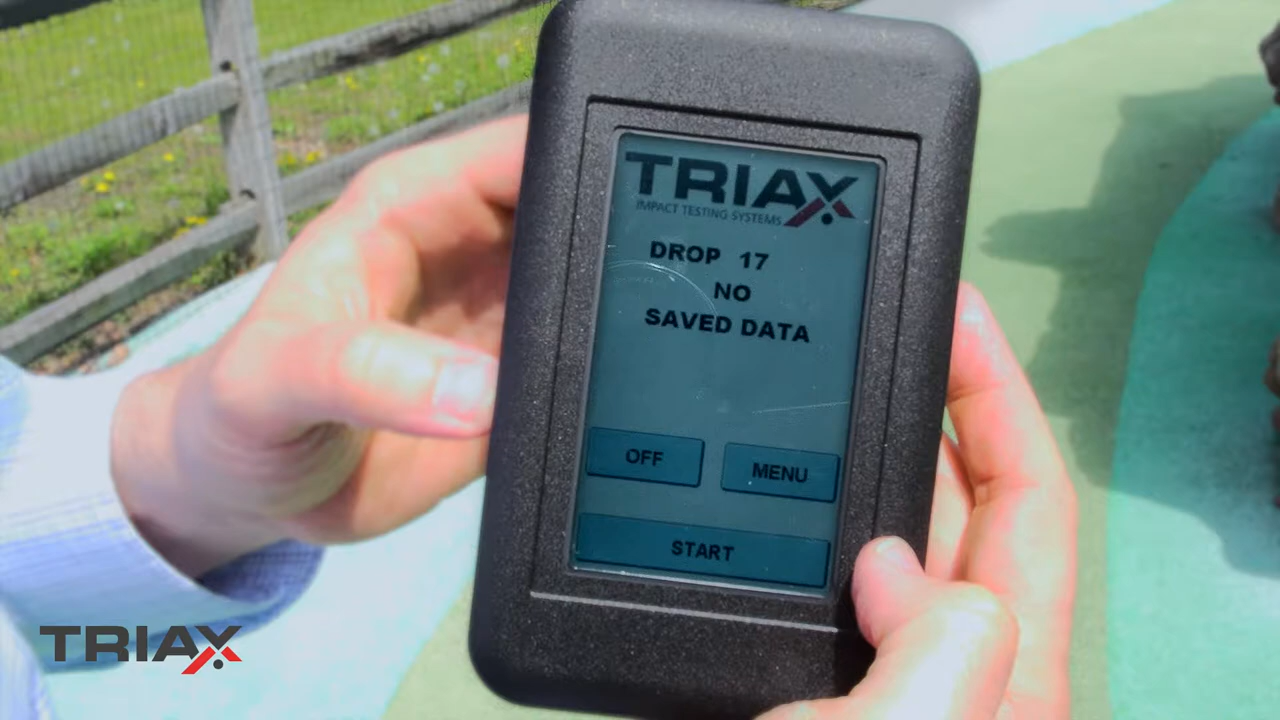 TRIAX
IMPACT TESTING SYSTEMS
DROP 17
NO
SAVED DATA
OFF
MENU
START
TRIAX